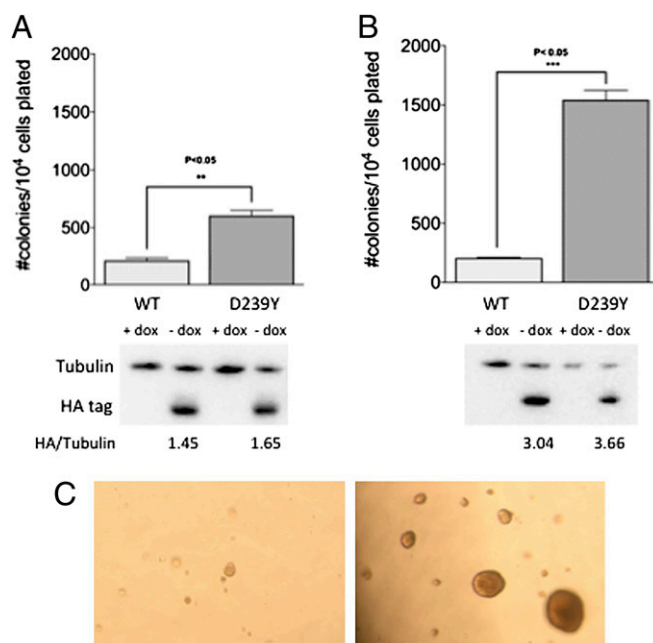 A
#colonies/10⁴ cells plated
2000
1500
1000
500
0
P<0.05
**
WT D239Y
+ dox - dox + dox - dox
Tubulin
HA tag
HA/Tubulin 1.45 1.65
B
#colonies/10⁴ cells plated
2000
1500
1000
500
0
P< 0.05
***
WT D239Y
+ dox - dox + dox - dox
3.04 3.66
C